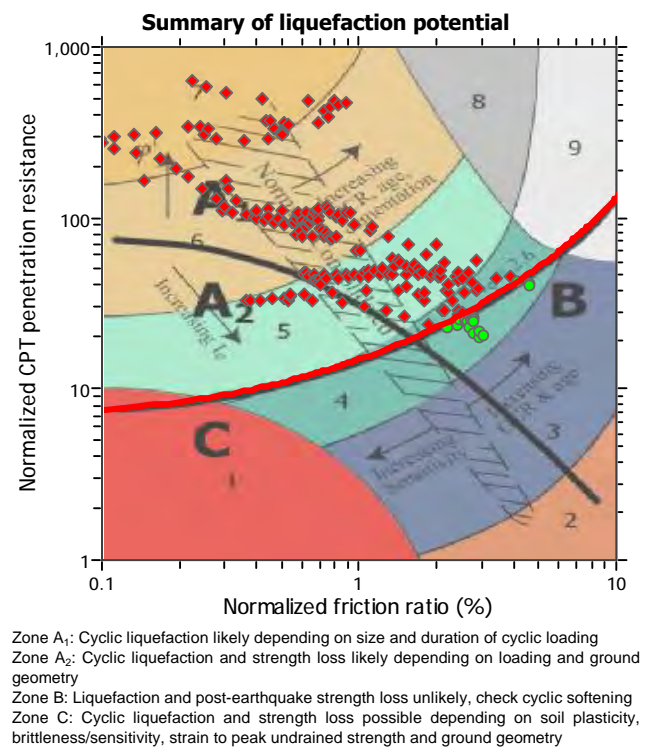 Summary of liquefaction potential
1,000
100
10
1
Normalized CPT penetration resistance
7
8
9
Increasing
OCR, age,
cementation
A
6
2.6
B
A2
Increasing Ic
5
4
Increasing
OCR & age
C
3
Increasing
sensitivity
1
2
0.1
1
10
Normalized friction ratio (%)
Zone A1: Cyclic liquefaction likely depending on size and duration of cyclic loading
Zone A2: Cyclic liquefaction and strength loss likely depending on loading and ground
geometry
Zone B: Liquefaction and post-earthquake strength loss unlikely, check cyclic softening
Zone C: Cyclic liquefaction and strength loss possible depending on soil plasticity,
brittleness/sensitivity, strain to peak undrained strength and ground geometry